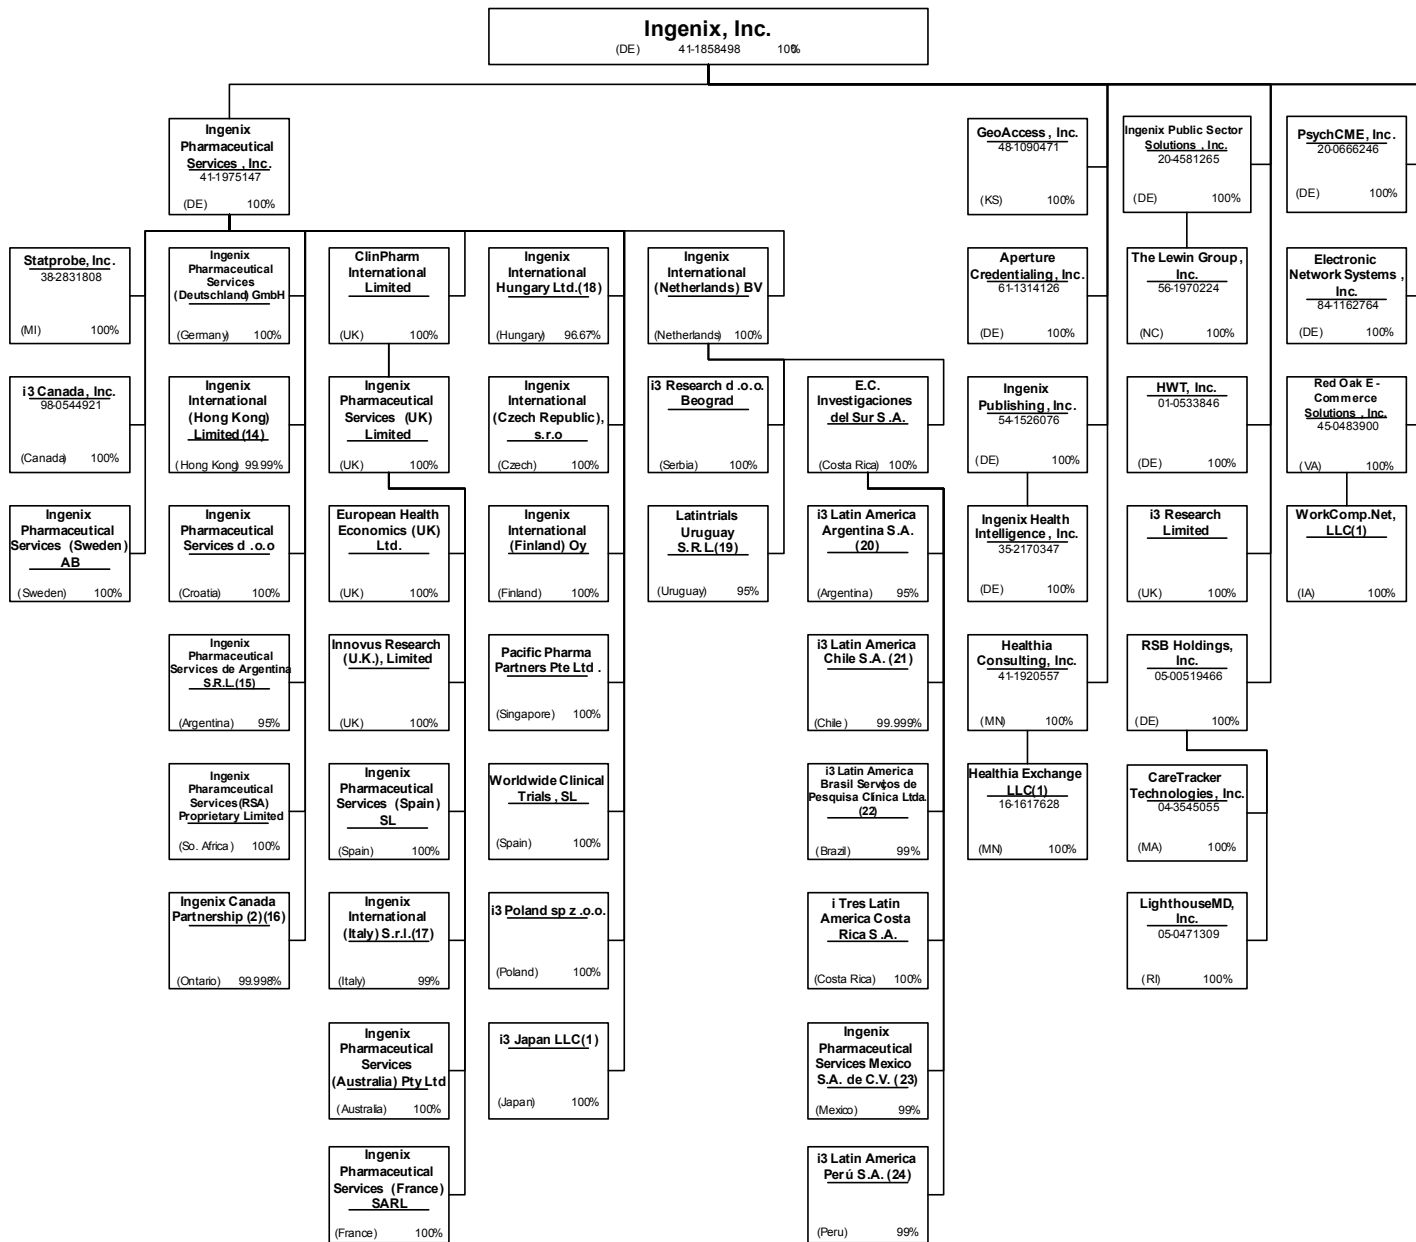 Ingenix, Inc.
(DE) 41-1858498 100%
Ingenix
Pharmaceutical
Services, Inc.
41-1975147
(DE) 100%
GeoAccess, Inc.
48-1090471
(KS) 100%
Ingenix Public Sector
Solutions, Inc.
20-4581265
(DE) 100%
PsychCME, Inc.
20-0666246
(DE) 100%
Statprobe, Inc.
38-2831808
(MI) 100%
Ingenix
Pharmaceutical
Services
(Deutschland) GmbH
(Germany) 100%
ClinPharm
International
Limited
(UK) 100%
Ingenix
International
Hungary Ltd.(18)
(Hungary) 96.67%
Ingenix
International
(Netherlands) BV
(Netherlands) 100%
Aperture
Credentialing, Inc.
61-1314126
(DE) 100%
The Lewin Group,
Inc.
56-1970224
(NC) 100%
Electronic
Network Systems,
Inc.
84-1162764
(DE) 100%
i3 Canada, Inc.
98-0544921
(Canada) 100%
Ingenix
International
(Hong Kong)
Limited(14)
(Hong Kong) 99.99%
Ingenix
Pharmaceutical
Services (UK)
Limited
(UK) 100%
Ingenix
International
(Czech Republic),
s.r.o
(Czech) 100%
i3 Research d.o.o.
Beograd
(Serbia) 100%
E.C.
Investigaciones
del Sur S.A.
(Costa Rica) 100%
Ingenix
Publishing, Inc.
54-1526076
(DE) 100%
HWT, Inc.
01-0533846
(DE) 100%
Red Oak E-
Commerce
Solutions, Inc.
45-0483900
(VA) 100%
Ingenix
Pharmaceutical
Services (Sweden)
AB
(Sweden) 100%
Ingenix
Pharmaceutical
Services d.o.o
(Croatia) 100%
European Health
Economics (UK)
Ltd.
(UK) 100%
Ingenix
International
(Finland) Oy
(Finland) 100%
Latintrials
Uruguay
S.R.L.(19)
(Uruguay) 95%
i3 Latin America
Argentina S.A.
(20)
(Argentina) 95%
Ingenix Health
Intelligence, Inc.
35-2170347
(DE) 100%
i3 Research
Limited
(UK) 100%
WorkComp.Net,
LLC(1)
(IA) 100%
Ingenix
Pharmaceutical
Services de Argentina
S.R.L.(15)
(Argentina) 95%
Innovus Research
(U.K.), Limited
(UK) 100%
Pacific Pharma
Partners Pte Ltd.
(Singapore) 100%
i3 Latin America
Chile S.A. (21)
(Chile) 99.999%
Healthia
Consulting, Inc.
41-1920557
(MN) 100%
RSB Holdings,
Inc.
05-00519466
(DE) 100%
Ingenix
Pharamceutical
Services(RSA)
Proprietary Limited
(So. Africa) 100%
Ingenix
Pharmaceutical
Services (Spain)
SL
(Spain) 100%
Worldwide Clinical
Trials, SL
(Spain) 100%
i3 Latin America
Brasil Serviços de
Pesquisa Clínica Ltda.
(22)
(Brazil) 99%
Healthia Exchange
LLC(1)
16-1617628
(MN) 100%
CareTracker
Technologies, Inc.
04-3545055
(MA) 100%
Ingenix Canada
Partnership (2)(16)
(Ontario) 99.998%
Ingenix
International
(Italy) S.r.l.(17)
(Italy) 99%
i3 Poland sp z.o.o.
(Poland) 100%
i Tres Latin
America Costa
Rica S.A.
(Costa Rica) 100%
LighthouseMD,
Inc.
05-0471309
(RI) 100%
Ingenix
Pharmaceutical
Services
(Australia) Pty Ltd
(Australia) 100%
i3 Japan LLC(1)
(Japan) 100%
Ingenix
Pharmaceutical
Services Mexico
S.A. de C.V. (23)
(Mexico) 99%
Ingenix
Pharmaceutical
Services (France)
SARL
(France) 100%
i3 Latin America
Perú S.A. (24)
(Peru) 99%